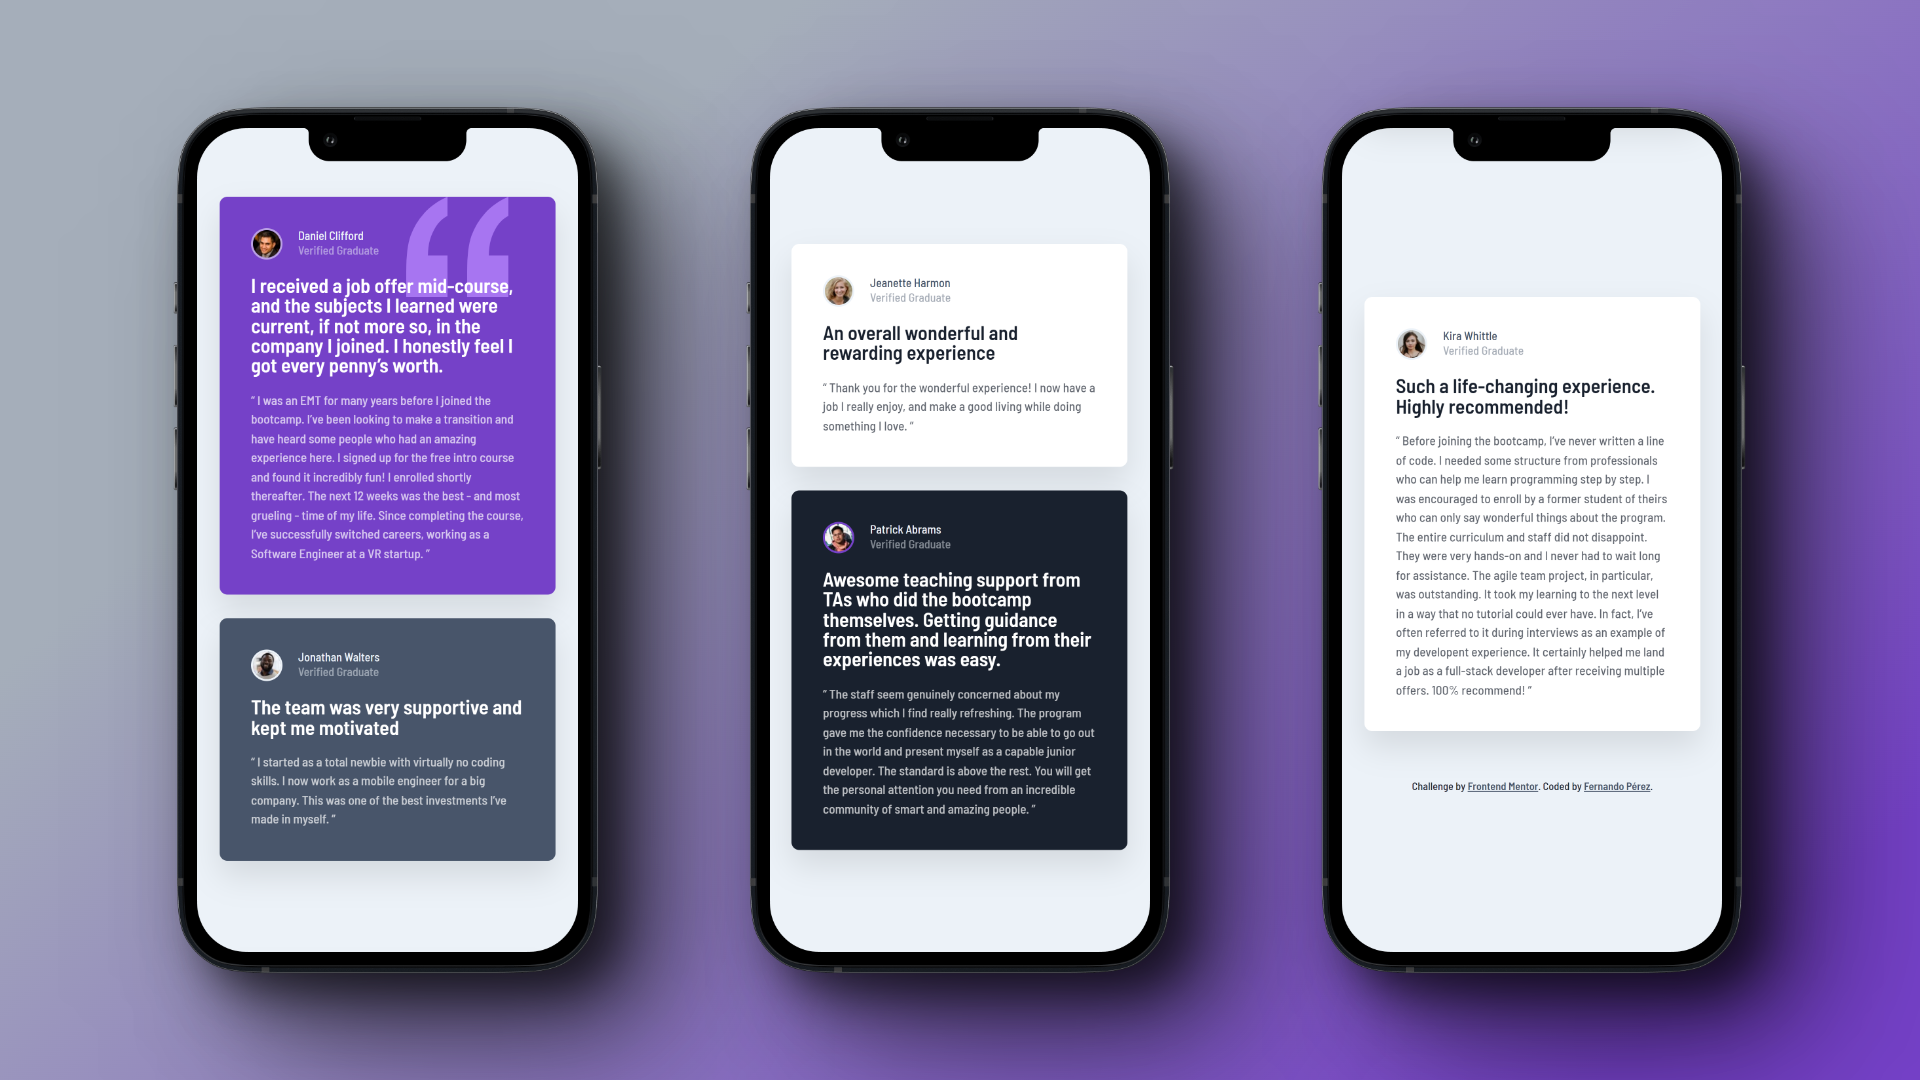 Daniel Clifford
Verified Graduate
I received a job offer mid-course,
and the subjects I learned were
current, if not more so, in the
company I joined. I honestly feel I
got every penny’s worth.
“ I was an EMT for many years before I joined the
bootcamp. I’ve been looking to make a transition and
have heard some people who had an amazing
experience here. I signed up for the free intro course
and found it incredibly fun! I enrolled shortly
thereafter. The next 12 weeks was the best - and most
grueling - time of my life. Since completing the course,
I’ve successfully switched careers, working as a
Software Engineer at a VR startup. ”
Jonathan Walters
Verified Graduate
The team was very supportive and
kept me motivated
“ I started as a total newbie with virtually no coding
skills. I now work as a mobile engineer for a big
company. This was one of the best investments I’ve
made in myself. ”
Jeanette Harmon
Verified Graduate
An overall wonderful and
rewarding experience
“ Thank you for the wonderful experience! I now have a
job I really enjoy, and make a good living while doing
something I love. ”
Patrick Abrams
Verified Graduate
Awesome teaching support from
TAs who did the bootcamp
themselves. Getting guidance
from them and learning from their
experiences was easy.
“ The staff seem genuinely concerned about my
progress which I find really refreshing. The program
gave me the confidence necessary to be able to go out
in the world and present myself as a capable junior
developer. The standard is above the rest. You will get
the personal attention you need from an incredible
community of smart and amazing people. ”
Kira Whittle
Verified Graduate
Such a life-changing experience.
Highly recommended!
“ Before joining the bootcamp, I’ve never written a line
of code. I needed some structure from professionals
who can help me learn programming step by step. I
was encouraged to enroll by a former student of theirs
who can only say wonderful things about the program.
The entire curriculum and staff did not disappoint.
They were very hands-on and I never had to wait long
for assistance. The agile team project, in particular,
was outstanding. It took my learning to the next level
in a way that no tutorial could ever have. In fact, I’ve
often referred to it during interviews as an example of
my developent experience. It certainly helped me land
a job as a full-stack developer after receiving multiple
offers. 100% recommend! ”
Challenge by Frontend Mentor. Coded by Fernando Pérez.